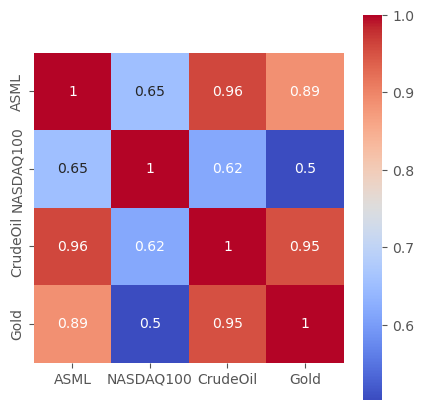 1.0
ASML 1 0.65 0.96 0.89
0.9
NASDAQ100 0.65 1 0.62 0.5
0.8
CrudeOil 0.96 0.62 1 0.95
0.7
Gold 0.89 0.5 0.95 1
0.6
ASML NASDAQ100 CrudeOil Gold